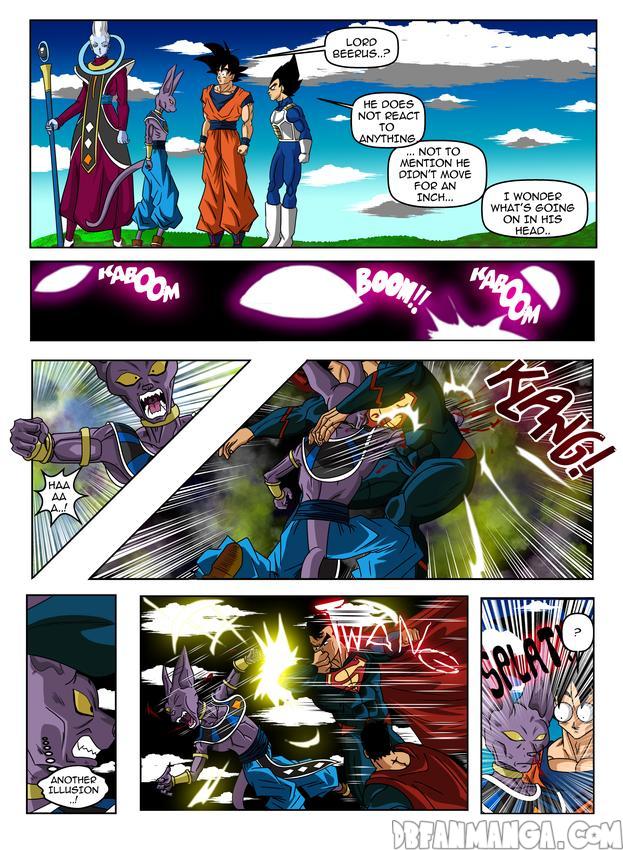 LORD
BEERUS..?
HE DOES
NOT REACT
TO
ANYTHING
... NOT TO
MENTION HE
DIDN'T MOVE
FOR AN
INCH...
I WONDER
WHAT'S GOING
ON IN HIS
HEAD..
KABOOM
BOOM!!
KABOOM
HAA
AA
A..!
KLANG!
ANOTHER
ILLUSION
..!
TWANG
SPLAT
?
DBFANMANGA.COM